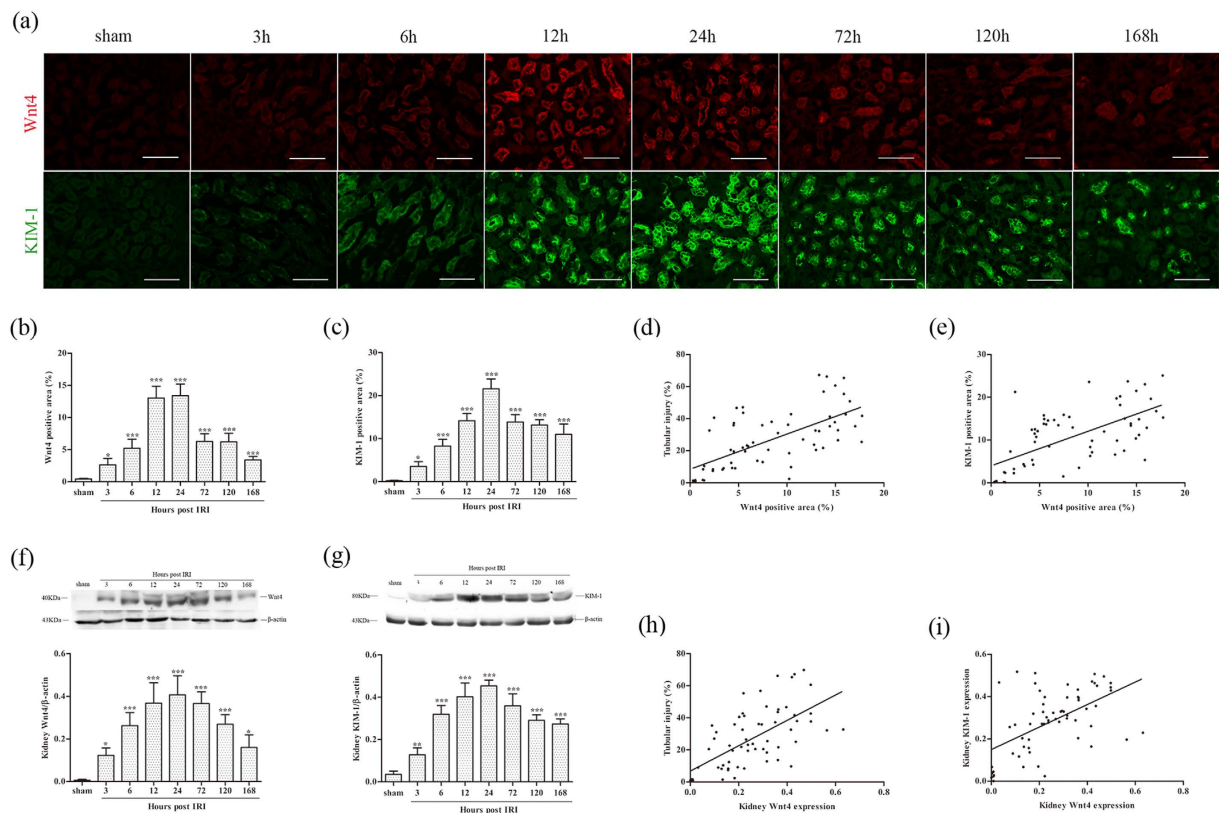 (a)
sham 3h 6h 12h 24h 72h 120h 168h
Wnt4
KIM-1
(b)
Wnt4 positive area (%)
20
15
10
5
0
* *** *** *** *** *** ***
sham 3 6 12 24 72 120 168
Hours post IRI
(c)
KIM-1 positive area (%)
30
20
10
0
* *** *** *** *** *** ***
sham 3 6 12 24 72 120 168
Hours post IRI
(d)
Tubular injury (%)
80
60
40
20
0
0 5 10 15 20
Wnt4 positive area (%)
(e)
KIM-1 positive area (%)
30
20
10
0
0 5 10 15 20
Wnt4 positive area (%)
(f)
Hours post IRI
sham 3 6 12 24 72 120 168
40KDa Wnt4
43KDa β-actin
Kidney Wnt4/β-actin
0.6
0.4
0.2
0.0
* *** *** *** *** *** *
sham 3 6 12 24 72 120 168
Hours post IRI
(g)
Hours post IRI
sham 6 12 24 72 120 168
80KDa KIM-1
43KDa β-actin
Kidney KIM-1/β-actin
0.6
0.4
0.2
0.0
** *** *** *** *** *** ***
sham 3 6 12 24 72 120 168
Hours post IRI
(h)
Tubular injury (%)
80
60
40
20
0
0.0 0.2 0.4 0.6 0.8
Kidney Wnt4 expression
(i)
Kidney KIM-1 expression
0.6
0.4
0.2
0.0
0.0 0.2 0.4 0.6 0.8
Kidney Wnt4 expression